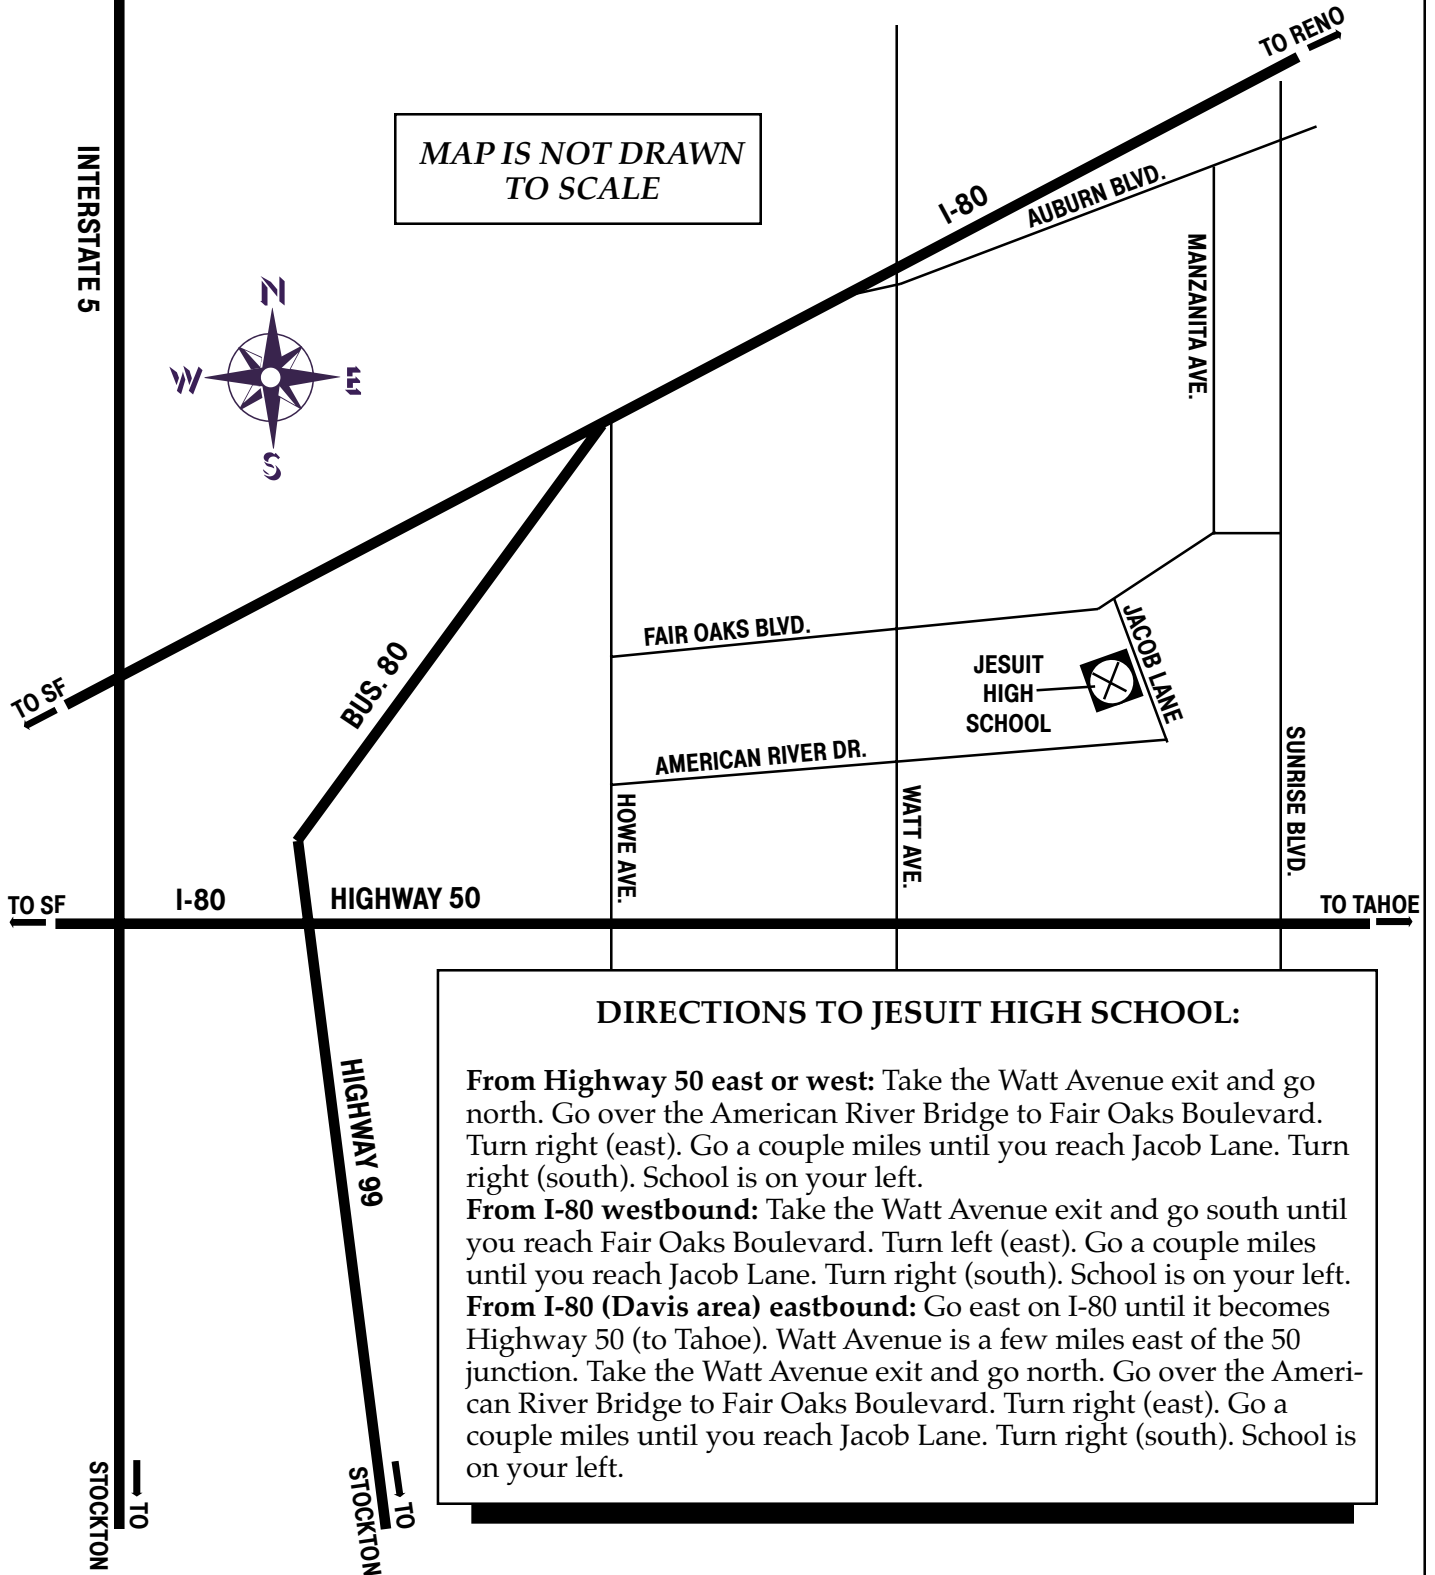 TO RENO
MAP IS NOT DRAWN
TO SCALE
INTERSTATE 5
I-80
AUBURN BLVD.
MANZANITA AVE.
N
W
E
S
FAIR OAKS BLVD.
JACOB LANE
BUS. 80
JESUIT
HIGH
SCHOOL
TO SF
AMERICAN RIVER DR.
SUNRISE BLVD.
HOWE AVE.
WATT AVE.
TO SF
I-80
HIGHWAY 50
TO TAHOE
DIRECTIONS TO JESUIT HIGH SCHOOL:
From Highway 50 east or west: Take the Watt Avenue exit and go
north. Go over the American River Bridge to Fair Oaks Boulevard.
Turn right (east). Go a couple miles until you reach Jacob Lane. Turn
right (south). School is on your left.
From I-80 westbound: Take the Watt Avenue exit and go south until
you reach Fair Oaks Boulevard. Turn left (east). Go a couple miles
until you reach Jacob Lane. Turn right (south). School is on your left.
From I-80 (Davis area) eastbound: Go east on I-80 until it becomes
Highway 50 (to Tahoe). Watt Avenue is a few miles east of the 50
junction. Take the Watt Avenue exit and go north. Go over the Ameri-
can River Bridge to Fair Oaks Boulevard. Turn right (east). Go a
couple miles until you reach Jacob Lane. Turn right (south). School is
on your left.
HIGHWAY 99
TO
STOCKTON
TO
STOCKTON